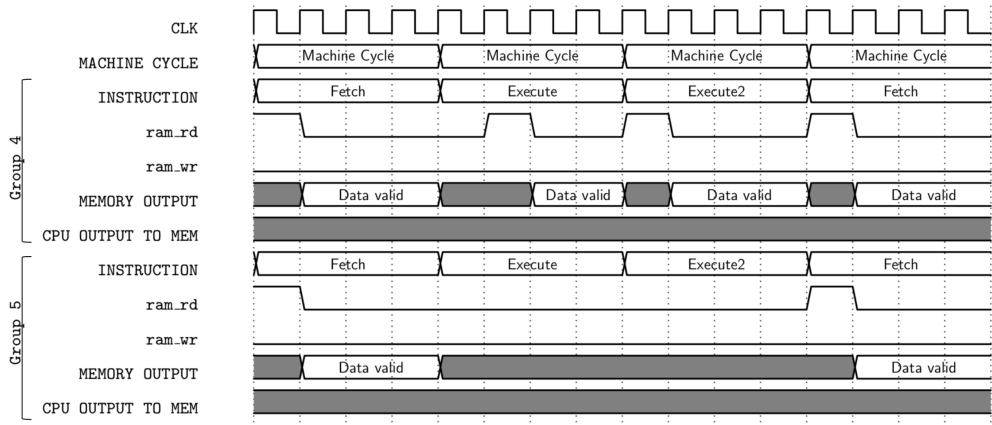 CLK
MACHINE CYCLE Machine Cycle Machine Cycle Machine Cycle Machine Cycle
Group 4
INSTRUCTION Fetch Execute Execute2 Fetch
ram_rd
ram_wr
MEMORY OUTPUT Data valid Data valid Data valid Data valid
CPU OUTPUT TO MEM
Group 5
INSTRUCTION Fetch Execute Execute2 Fetch
ram_rd
ram_wr
MEMORY OUTPUT Data valid Data valid
CPU OUTPUT TO MEM